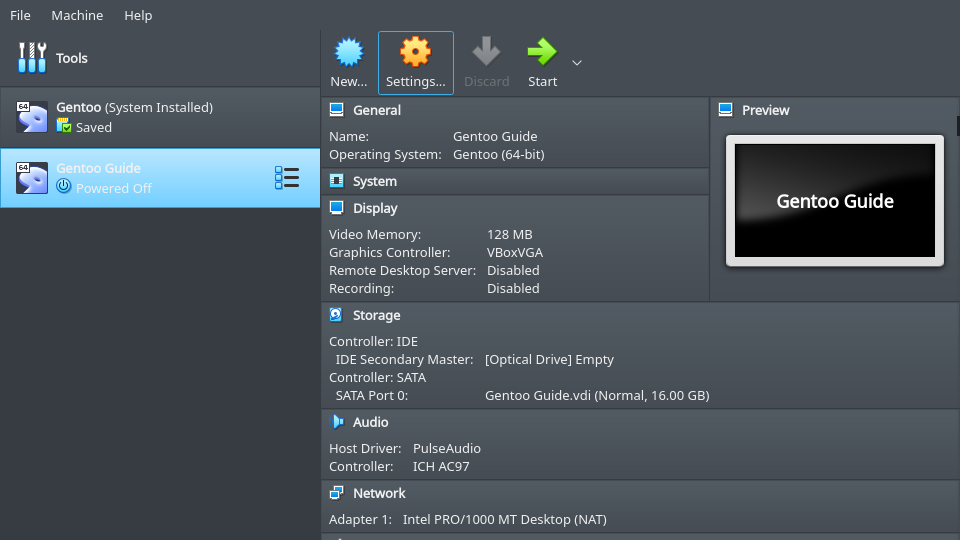 File Machine Help
Tools
New... Settings... Discard Start
64 Gentoo (System Installed)
Saved
64 Gentoo Guide
Powered Off
General
Name: Gentoo Guide
Operating System: Gentoo (64-bit)
System
Display
Video Memory: 128 MB
Graphics Controller: VBoxVGA
Remote Desktop Server: Disabled
Recording: Disabled
Preview
Gentoo Guide
Storage
Controller: IDE
IDE Secondary Master: [Optical Drive] Empty
Controller: SATA
SATA Port 0: Gentoo Guide.vdi (Normal, 16.00 GB)
Audio
Host Driver: PulseAudio
Controller: ICH AC97
Network
Adapter 1: Intel PRO/1000 MT Desktop (NAT)